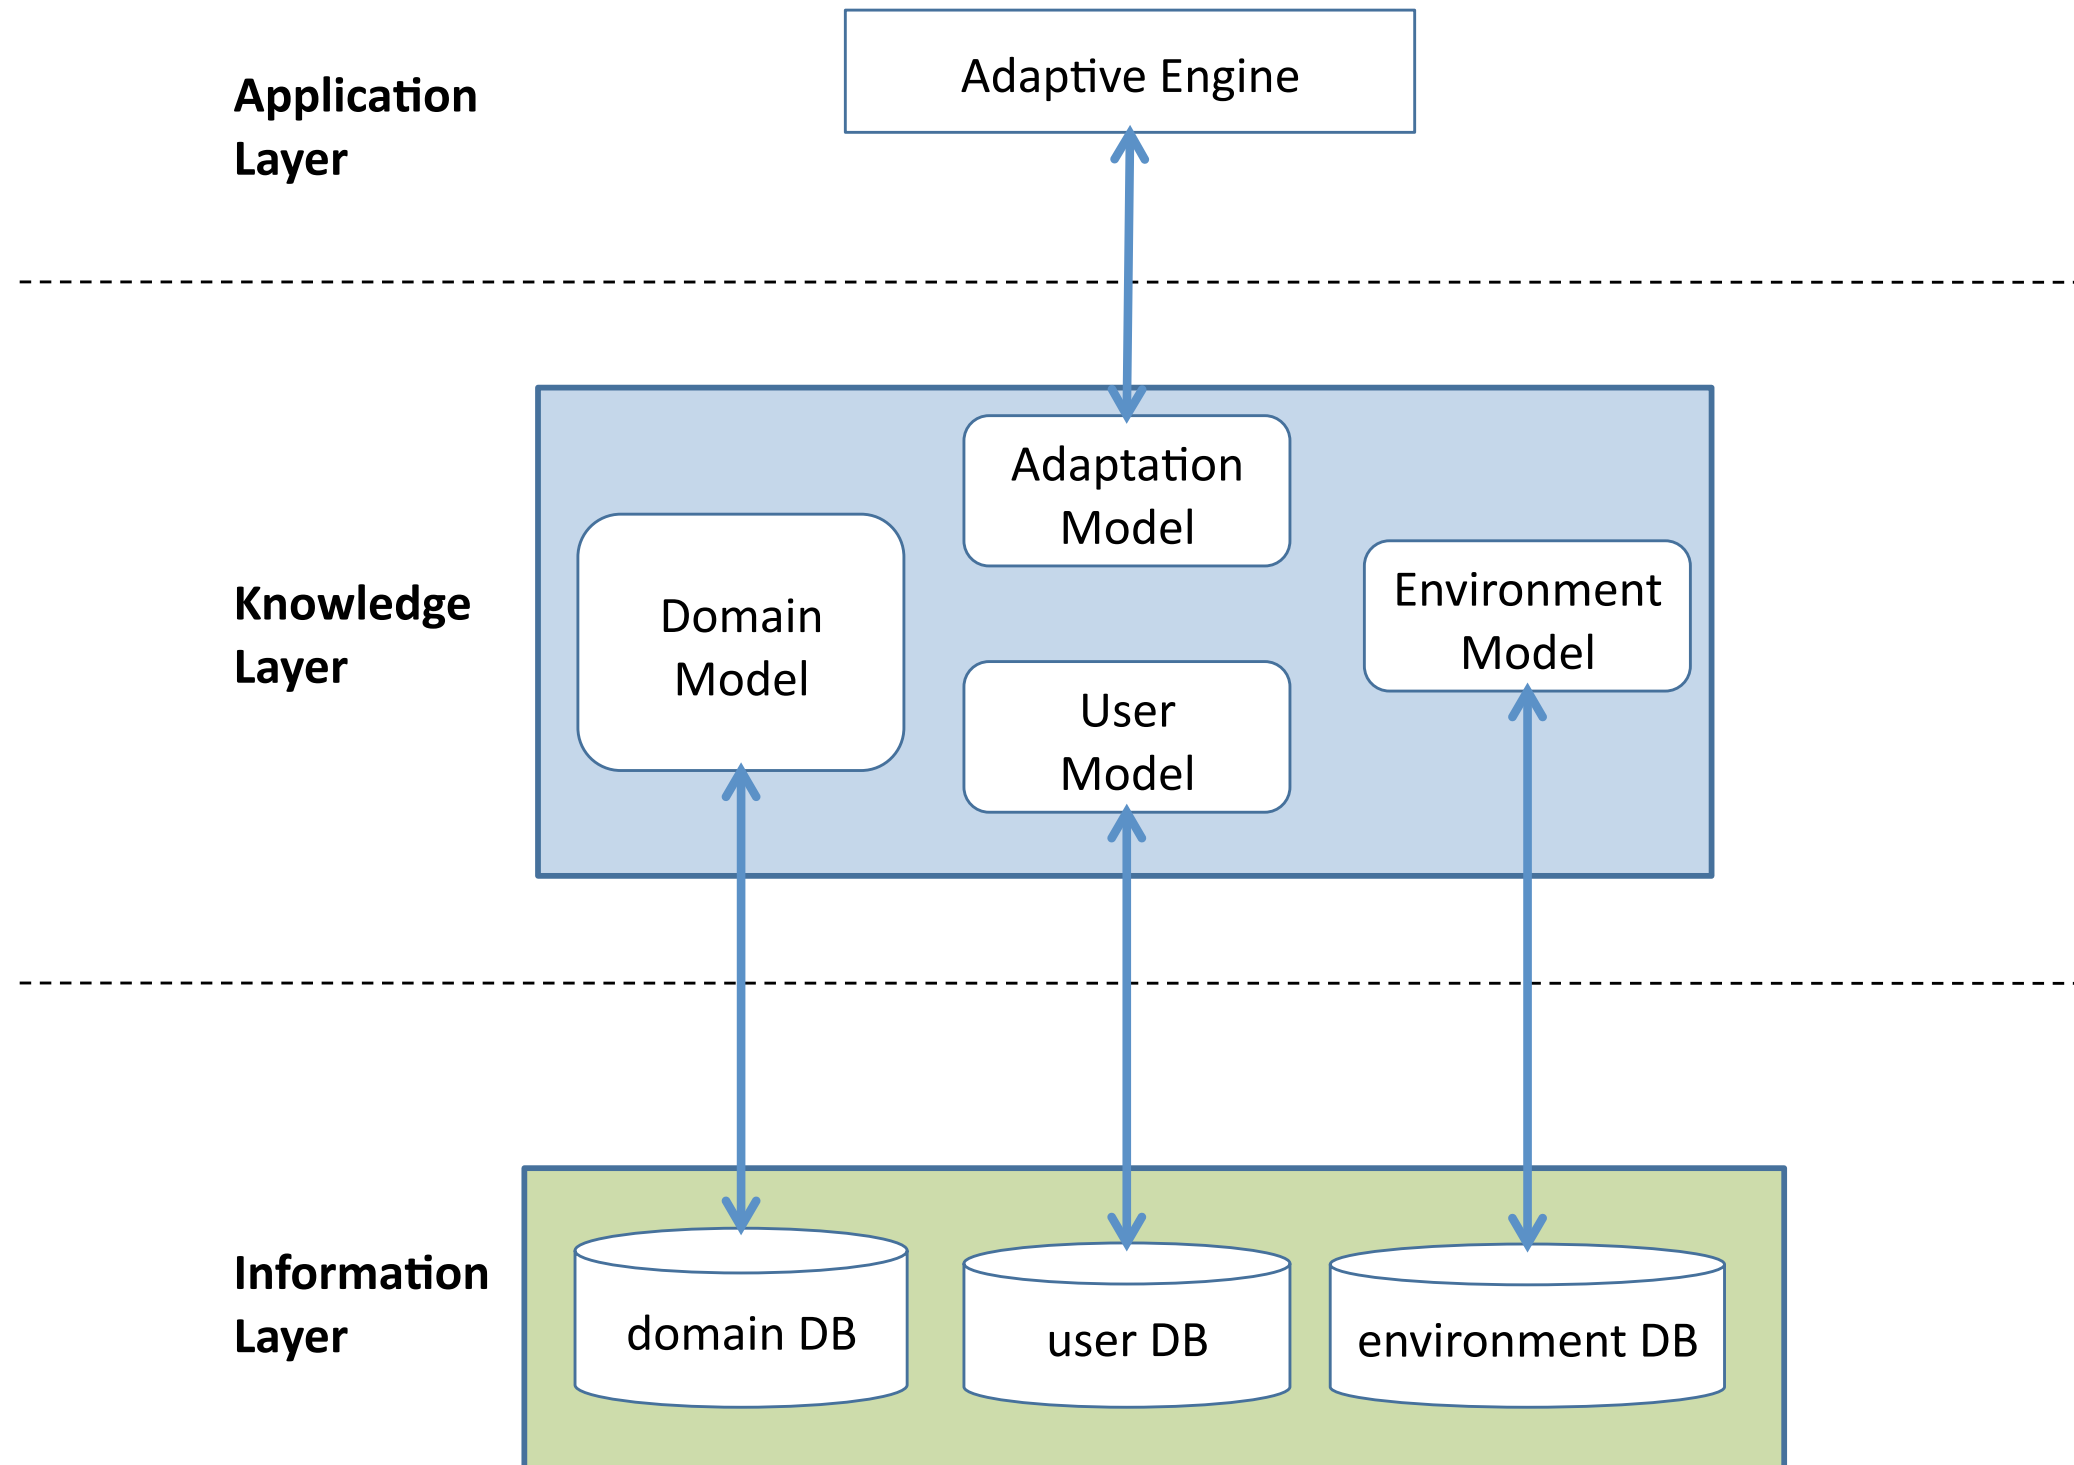 Application
Layer
Adaptive Engine
Knowledge
Layer
Adaptation
Model
Domain
Model
Environment
Model
User
Model
Information
Layer
domain DB
user DB
environment DB